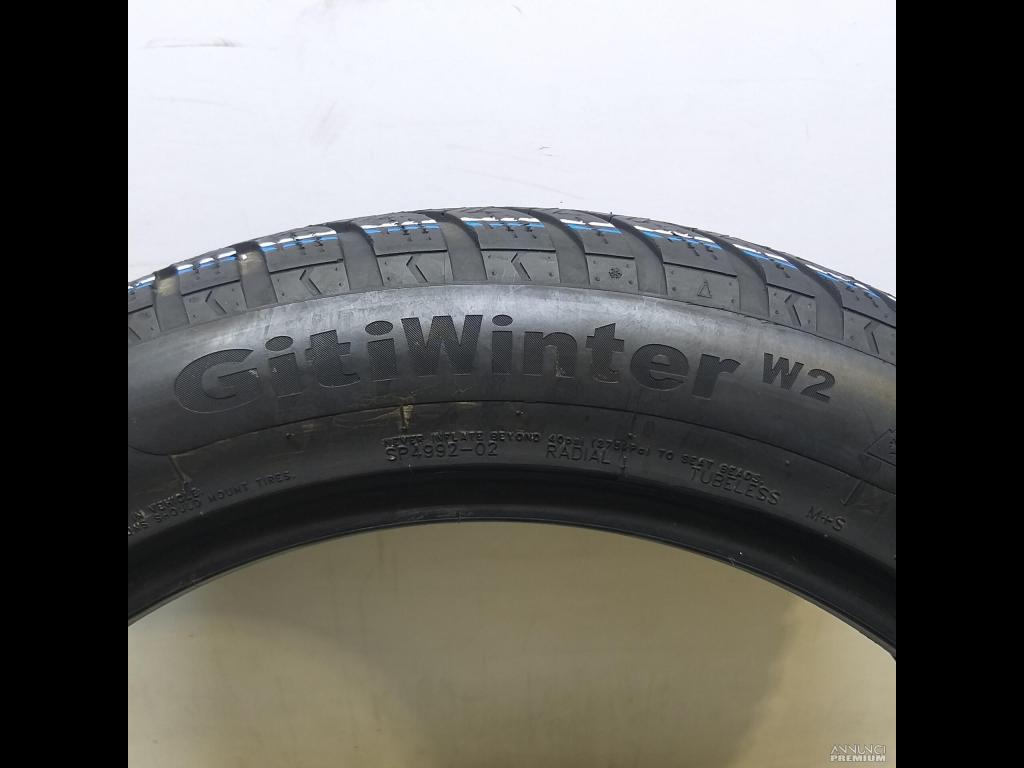 GitiWinter W2
NEVER INFLATE BEYOND 40psi (275kPa) TO SEAT BEADS.
SP4992-02 RADIAL TUBELESS M+S
VEHICLE.
SHOULD MOUNT TIRES.
ANNUNCI
PREMIUM